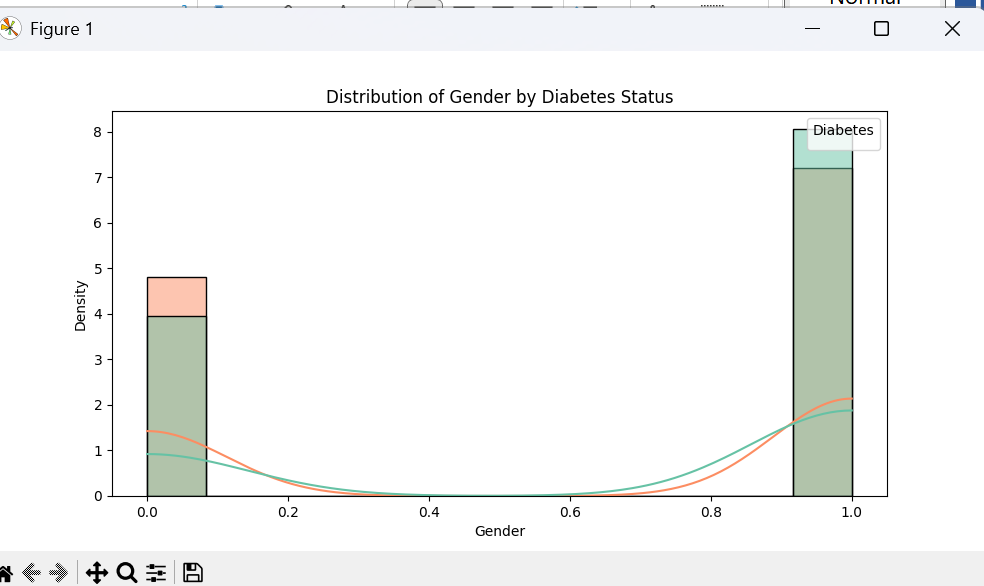 Normal
Figure 1
Distribution of Gender by Diabetes Status
Diabetes
8
7
6
5
4
3
2
1
0
Density
0.0 0.2 0.4 0.6 0.8 1.0
Gender